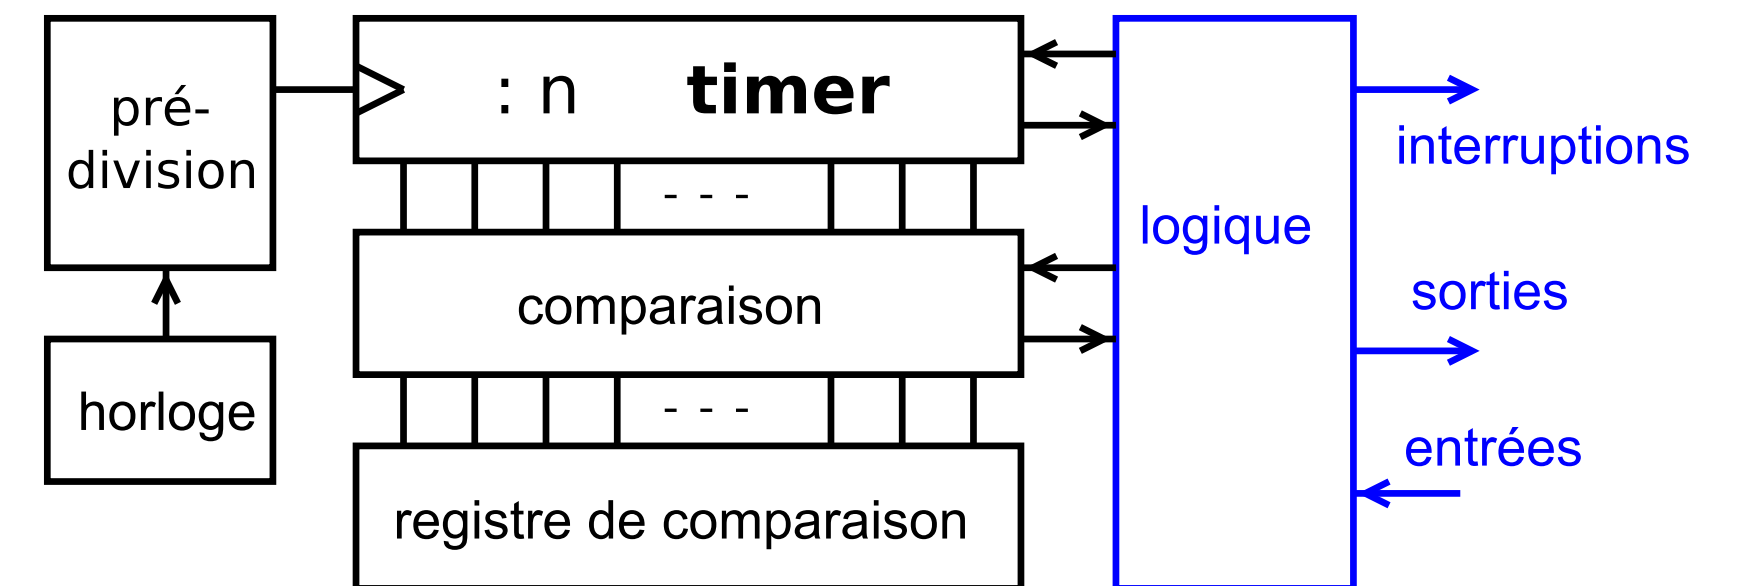 pré-
division
: n timer
- - -
comparaison
- - -
horloge
registre de comparaison
logique
interruptions
sorties
entrées